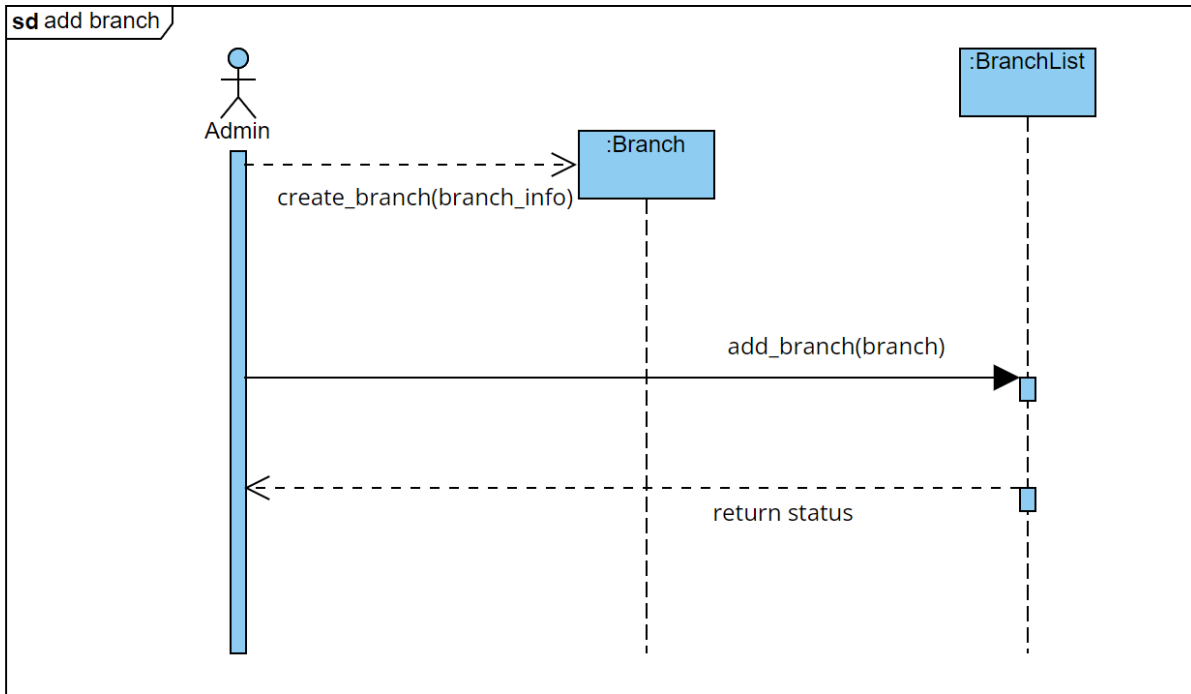 sd add branch
Admin
:Branch
:BranchList
create_branch(branch_info)
add_branch(branch)
return status